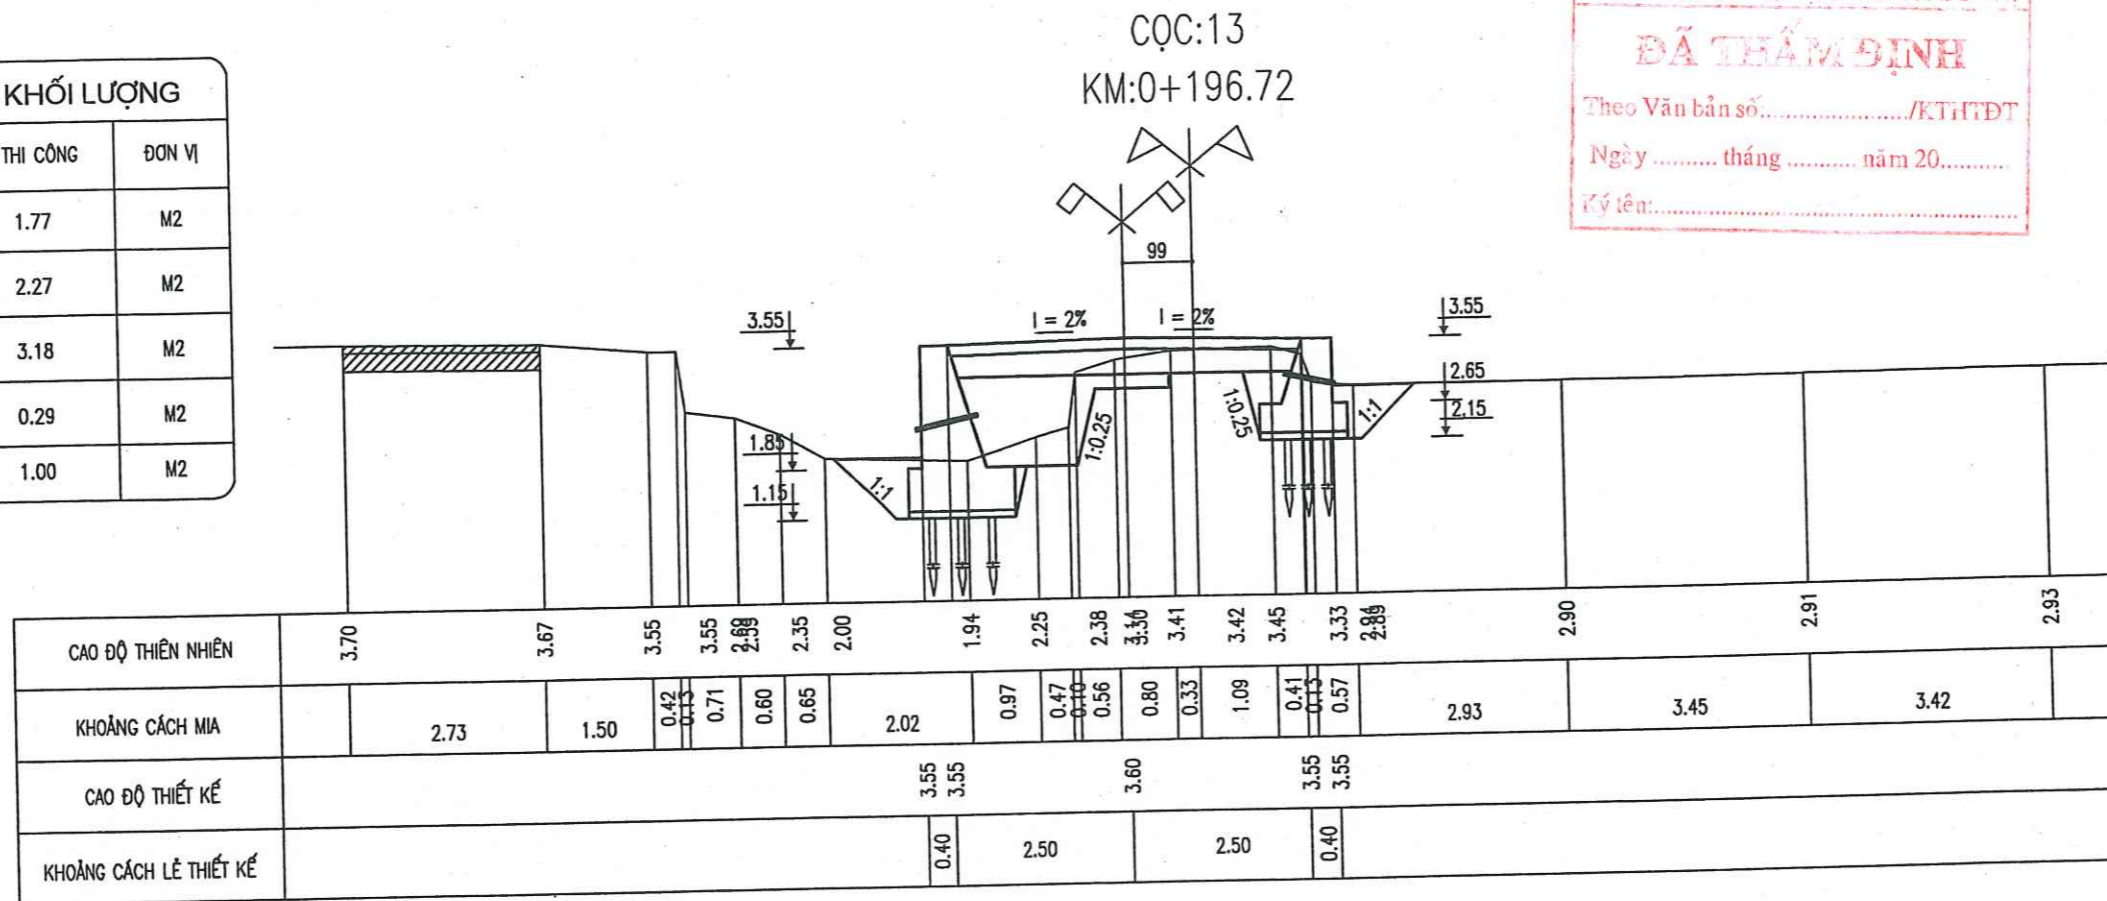 CỌC:13
KM:0+196.72
ĐÃ THẨM ĐỊNH
Theo Văn bản số:....................../KTHTĐT
Ngày .......... tháng ........... năm 20...........
Ký tên:.......................................................
KHỐI LƯỢNG
THI CÔNG ĐƠN VỊ
1.77 M2
2.27 M2
3.18 M2
0.29 M2
1.00 M2
99
3.55 I = 2% I = 2% 3.55
2.65
2.15
1.85
1.15
1:1 1:0.25 1:0.25 1:1
CAO ĐỘ THIÊN NHIÊN 3.70 3.67 3.55 3.55 2.59 2.35 2.00 1.94 2.25 2.38 3.30 3.41 3.42 3.45 3.33 2.89 2.90 2.91 2.93
KHOẢNG CÁCH MIA 2.73 1.50 0.42 0.13 0.71 0.60 0.65 2.02 0.97 0.47 0.10 0.56 0.80 0.33 1.09 0.41 0.13 0.57 2.93 3.45 3.42
CAO ĐỘ THIẾT KẾ 3.55 3.55 3.60 3.55 3.55
KHOẢNG CÁCH LẺ THIẾT KẾ 0.40 2.50 2.50 0.40